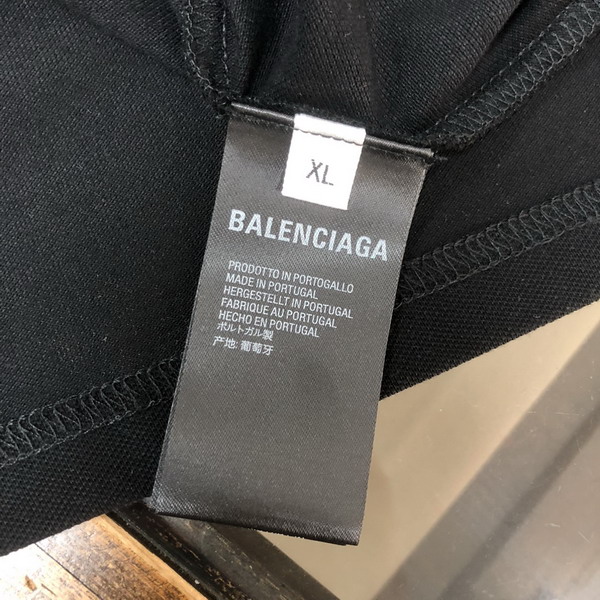 XL
BALENCIAGA
PRODOTTO IN PORTOGALLO
MADE IN PORTUGAL
HERGESTELLT IN PORTUGAL
FABRIQUE AU PORTUGAL
HECHO EN PORTUGAL
ポルトガル製
产地: 葡萄牙